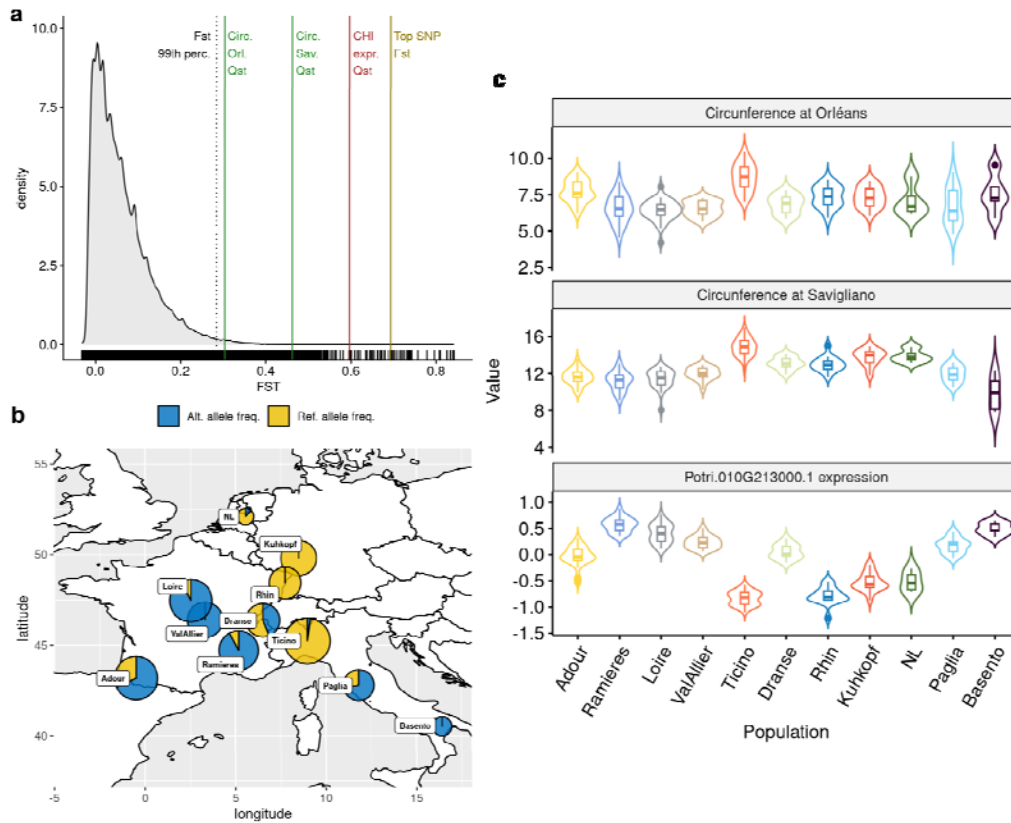 a
10.0
7.5
5.0
2.5
0.0
density
Fst
99th perc.
Circ.
Orl.
Qst
Circ.
Sav.
Qst
CHI
expr.
Qst
Top SNP
Fst
0.0
0.2
0.4
0.6
0.8
FST
b
Alt. allele freq.
Ref. allele freq.
55
50
45
40
latitude
NL
Kuhkopf
Loire
Rhin
ValAllier
Dranse
Ticino
Ramieres
Adour
Paglia
Basento
-5
0
5
10
15
longitude
c
Circunference at Orléans
10.0
7.5
5.0
2.5
Circunference at Savigliano
16
12
8
4
Value
Potri.010G213000.1 expression
1.0
0.5
0.0
-0.5
-1.0
-1.5
Adour
Ramieres
Loire
ValAllier
Ticino
Dranse
Rhin
Kuhkopf
NL
Paglia
Basento
Population